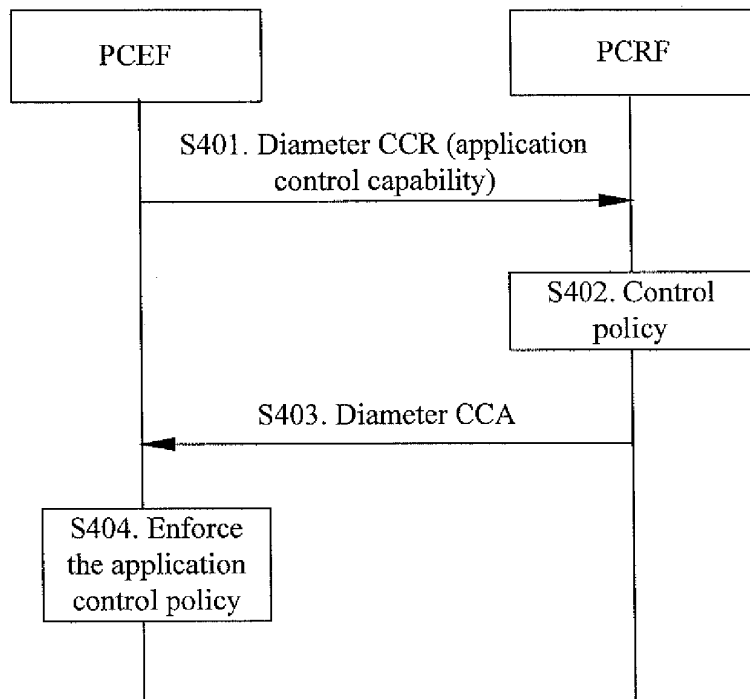 PCEF
PCRF
S401. Diameter CCR (application
control capability)
S402. Control
policy
S403. Diameter CCA
S404. Enforce
the application
control policy